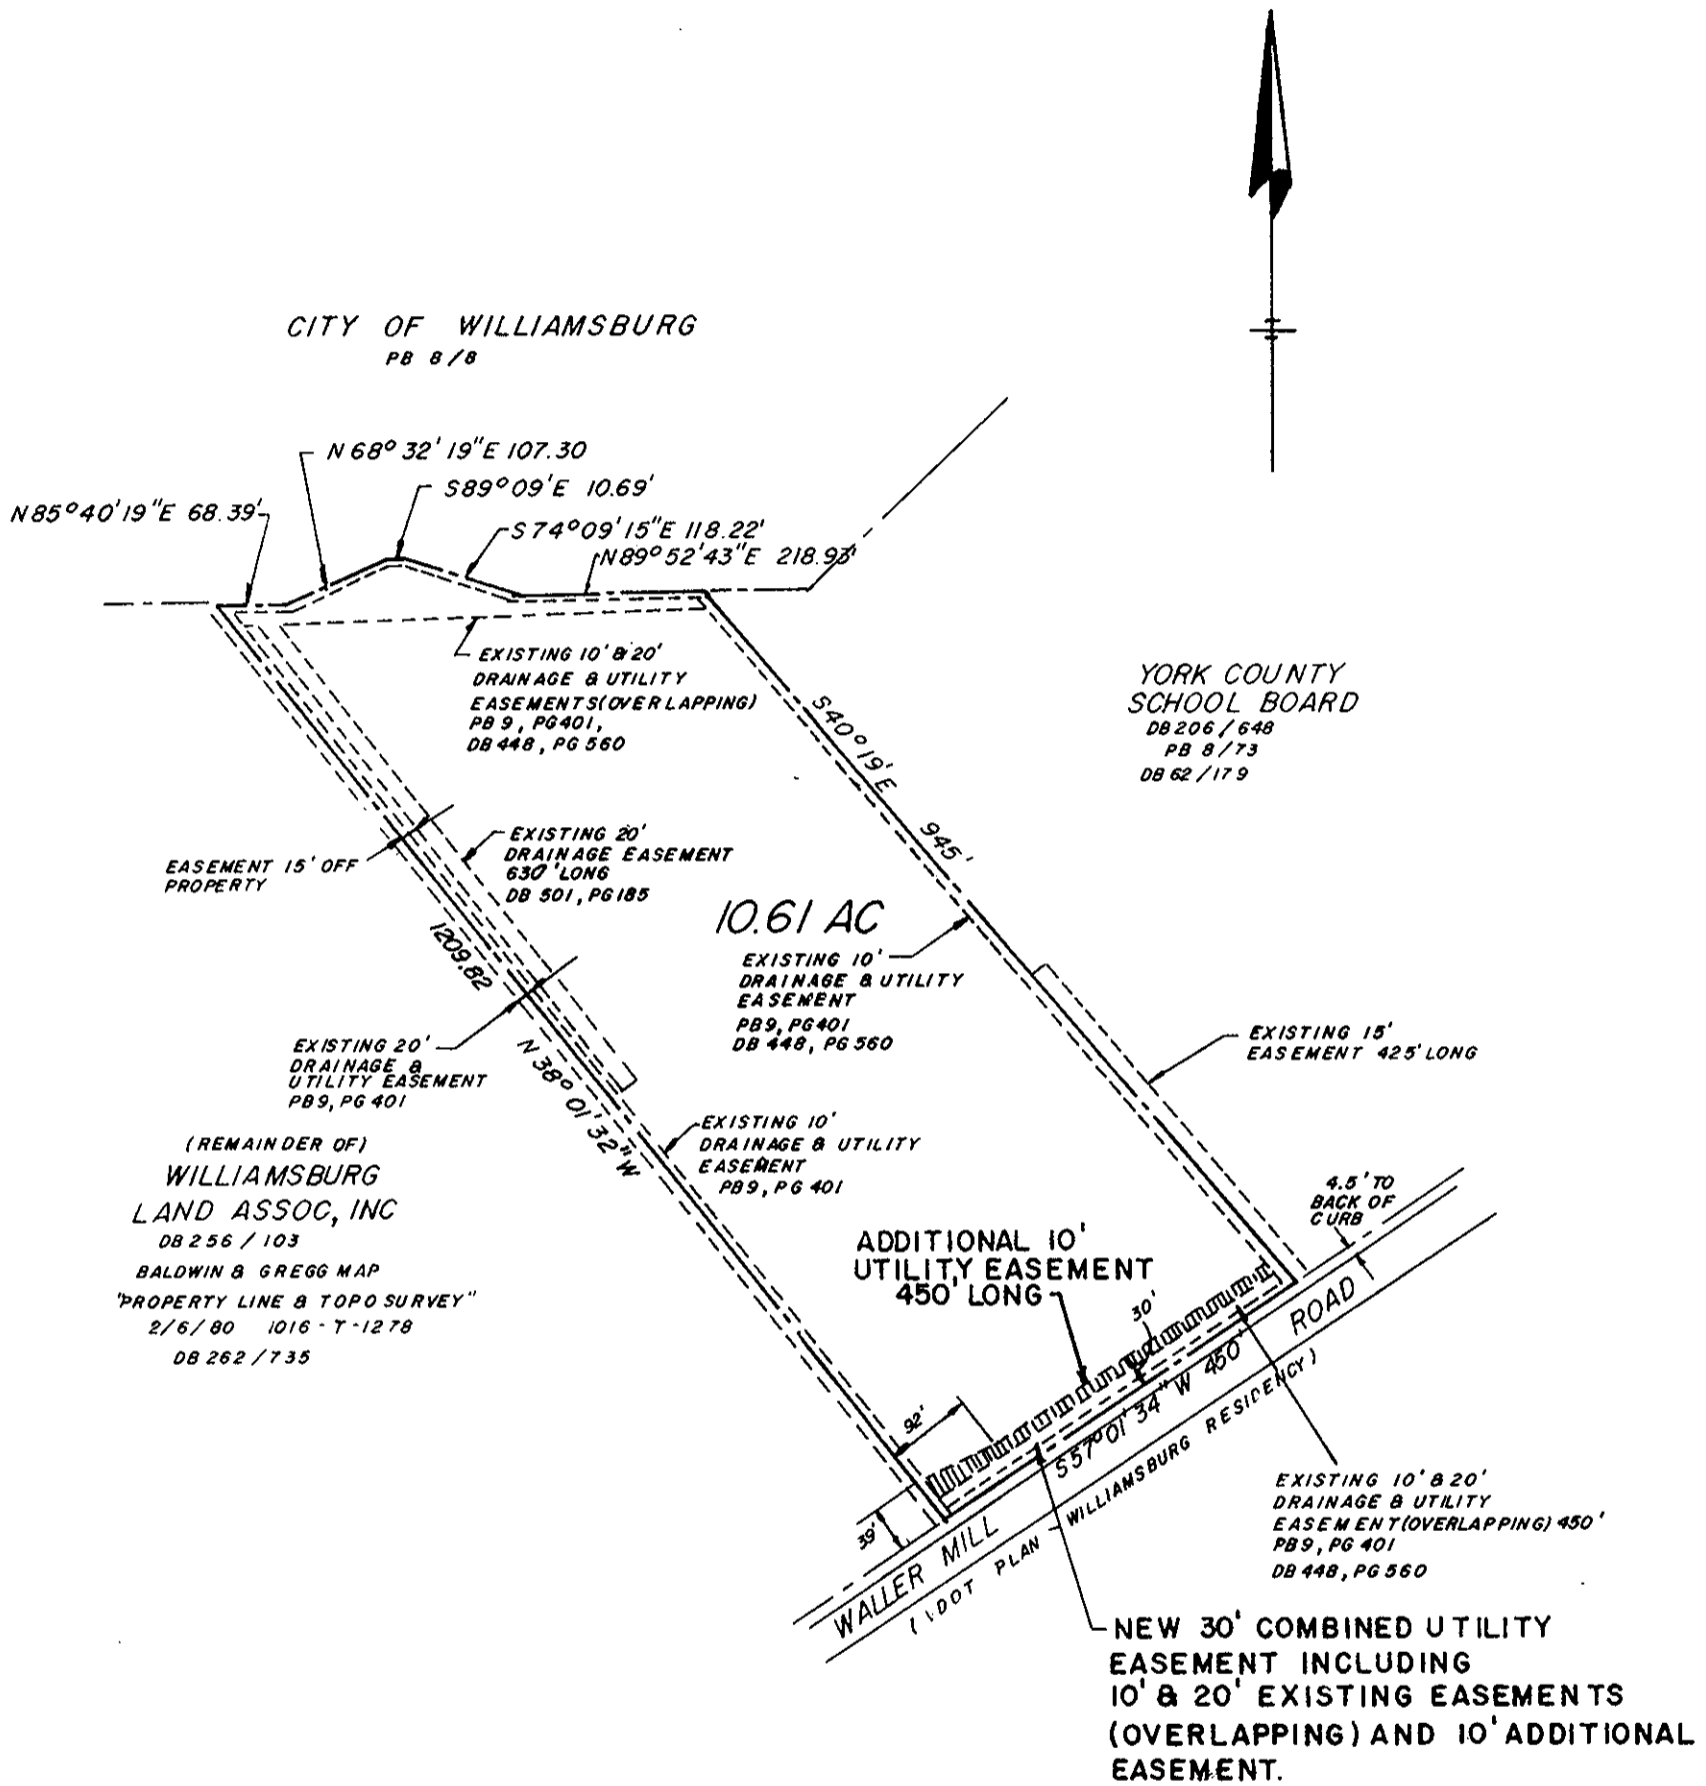 CITY OF WILLIAMSBURG
PB 8/8
N 68° 32' 19"E 107.30
S89°09'E 10.69'
N85°40'19"E 68.39'
S74°09'15"E 118.22'
N89°52'43"E 218.93'
EXISTING 10' & 20'
DRAINAGE & UTILITY
EASEMENTS(OVERLAPPING)
PB 9, PG401,
DB 448, PG 560
YORK COUNTY
SCHOOL BOARD
DB 206/648
PB 8/73
DB 62/179
S40°19'E
945'
EXISTING 20'
DRAINAGE EASEMENT
630' LONG
DB 501, PG185
EASEMENT 15' OFF
PROPERTY
10.61 AC
EXISTING 10'
DRAINAGE & UTILITY
EASEMENT
PB9, PG401
DB 448, PG 560
1209.82
N 38° 01' 32" W
EXISTING 20'
DRAINAGE &
UTILITY EASEMENT
PB9, PG 401
EXISTING 15'
EASEMENT 425' LONG
EXISTING 10'
DRAINAGE & UTILITY
EASEMENT
PB9, PG 401
(REMAINDER OF)
WILLIAMSBURG
LAND ASSOC, INC
DB 256 / 103
BALDWIN & GREGG MAP
"PROPERTY LINE & TOPO SURVEY"
2/6/80 1016-T-1278
DB 262/735
4.5' TO
BACK OF
CURB
ADDITIONAL 10'
UTILITY EASEMENT
450' LONG
30'
92'
39'
S57°01'34"W 450'
WALLER MILL ROAD
PLAN - WILLIAMSBURG RESIDENCY)
EXISTING 10' & 20'
DRAINAGE & UTILITY
EASEMENT(OVERLAPPING) 450'
PB9, PG 401
DB 448, PG 560
NEW 30' COMBINED UTILITY
EASEMENT INCLUDING
10' & 20' EXISTING EASEMENTS
(OVERLAPPING) AND 10' ADDITIONAL
EASEMENT.